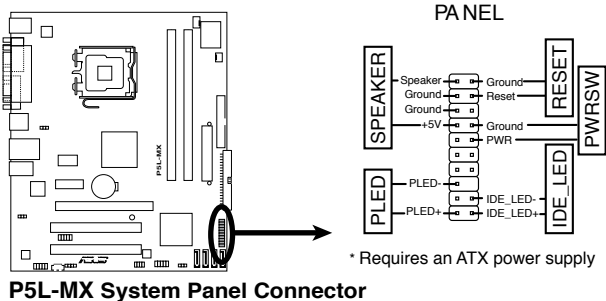 PANEL
SPEAKER
Speaker
Ground
Ground
+5V
Ground
Reset
RESET
Ground
PWR
PWRSW
PLED
PLED-
PLED+
IDE_LED-
IDE_LED+
IDE_LED
P5L-MX
ASUS
* Requires an ATX power supply
P5L-MX System Panel Connector